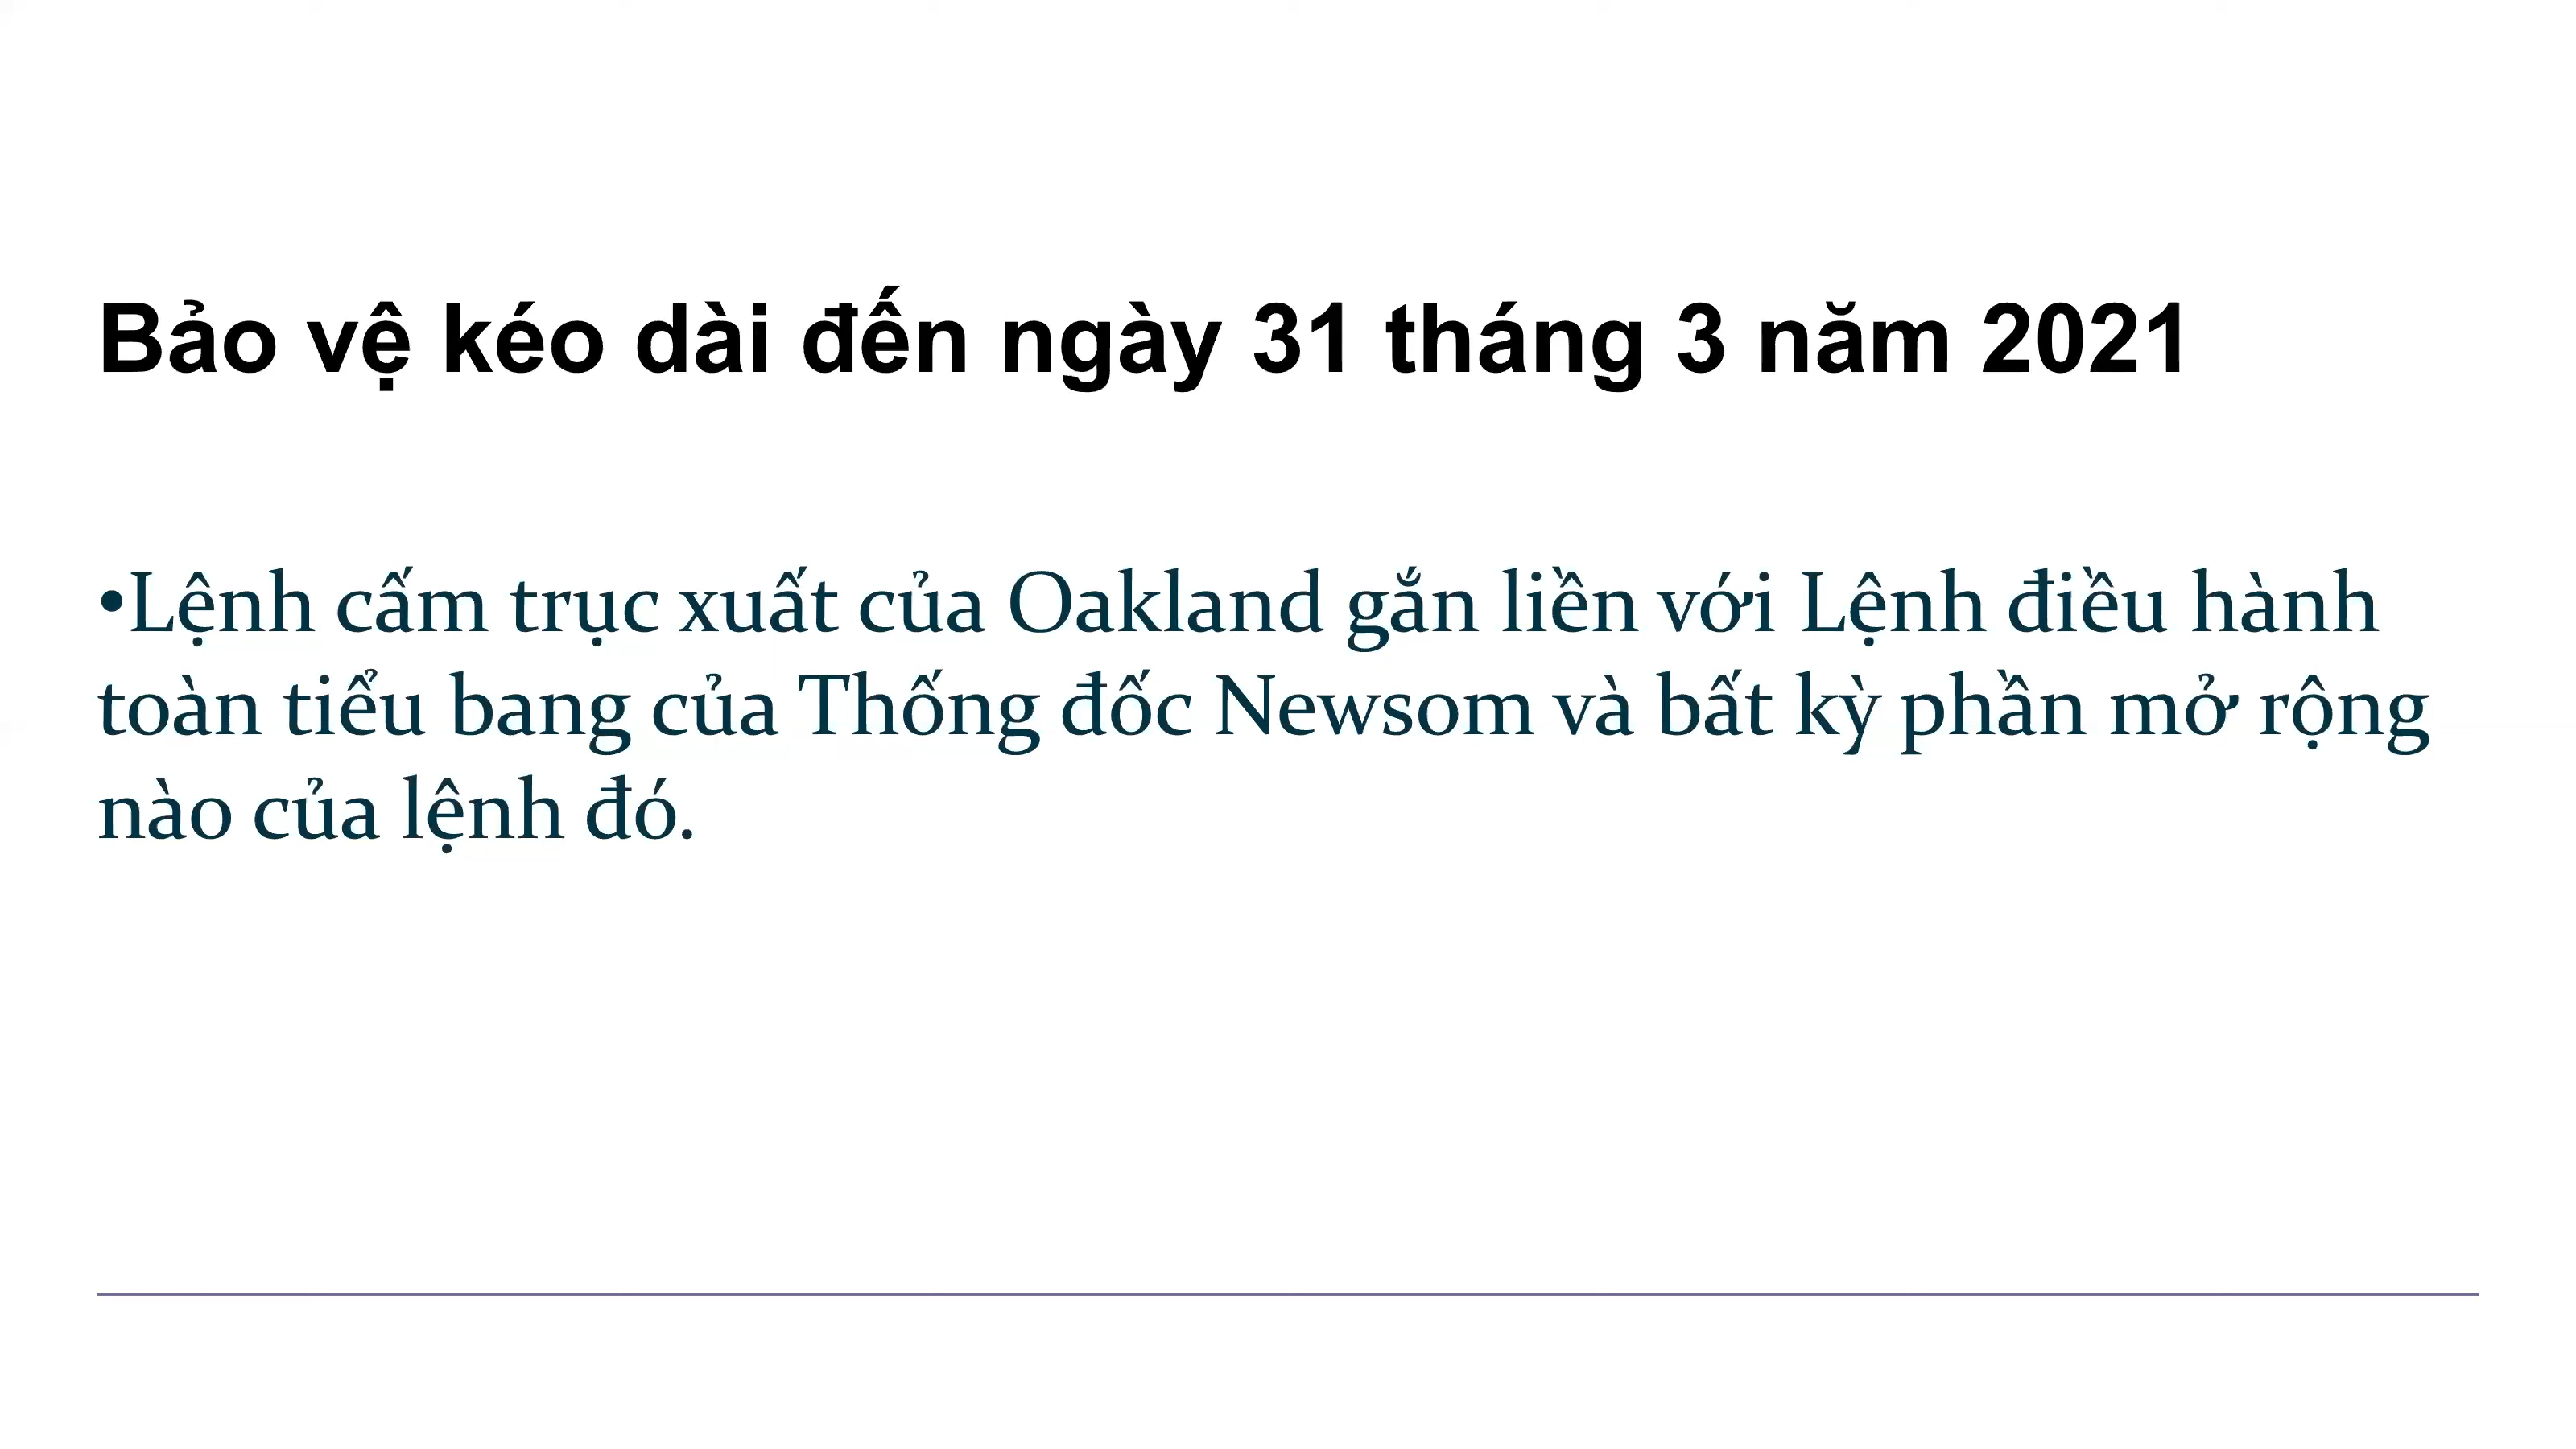 Bảo vệ kéo dài đến ngày 31 tháng 3 năm 2021
•Lệnh cấm trục xuất của Oakland gắn liền với Lệnh điều hành
toàn tiểu bang của Thống đốc Newsom và bất kỳ phần mở rộng
nào của lệnh đó.